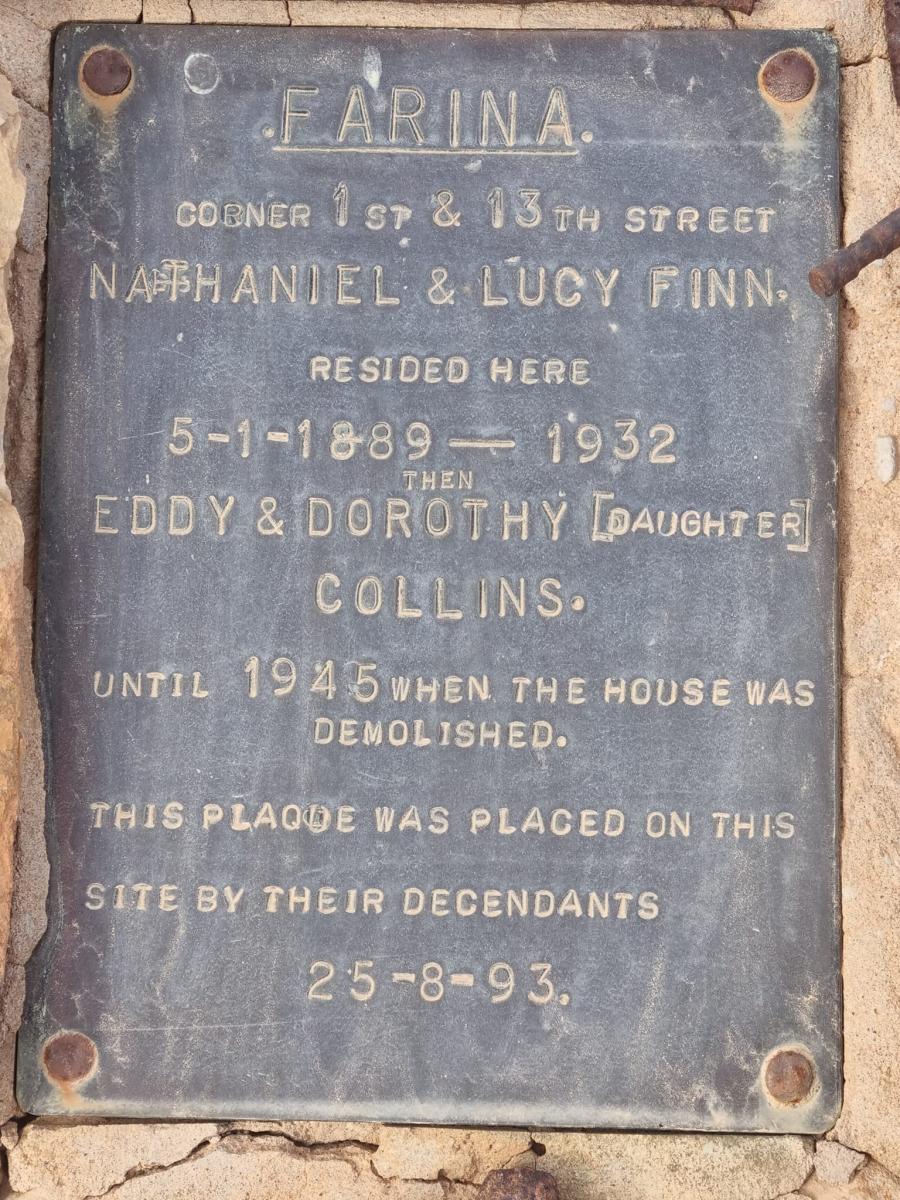 .FARINA.
CORNER 1ST & 13TH STREET
NATHANIEL & LUCY FINN.
RESIDED HERE
5-1-1889 — 1932
THEN
EDDY & DOROTHY [DAUGHTER]
COLLINS.
UNTIL 1945 WHEN THE HOUSE WAS
DEMOLISHED.
THIS PLAQUE WAS PLACED ON THIS
SITE BY THEIR DECENDANTS
25-8-93.